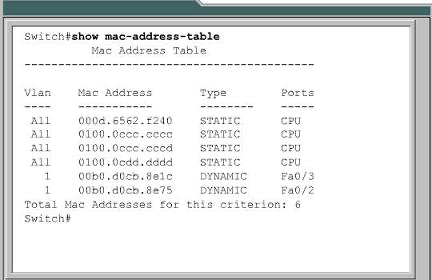 Switch#show mac-address-table
Mac Address Table
-------------------------------------------
Vlan Mac Address Type Ports
---- ----------- -------- -----
All 000d.6562.f240 STATIC CPU
All 0100.0ccc.cccc STATIC CPU
All 0100.0ccc.cccd STATIC CPU
All 0100.0cdd.dddd STATIC CPU
1 00b0.d0cb.8e1c DYNAMIC Fa0/3
1 00b0.d0cb.8e75 DYNAMIC Fa0/2
Total Mac Addresses for this criterion: 6
Switch#